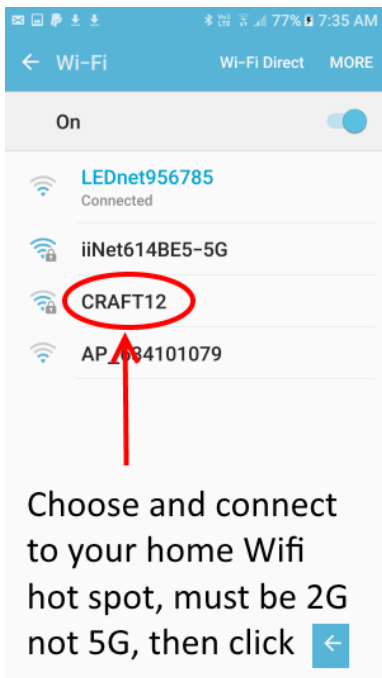 77% 7:35 AM
Wi-Fi Wi-Fi Direct MORE
On
LEDnet956785
Connected
iiNet614BE5-5G
CRAFT12
AP_634101079
Choose and connect
to your home Wifi
hot spot, must be 2G
not 5G, then click